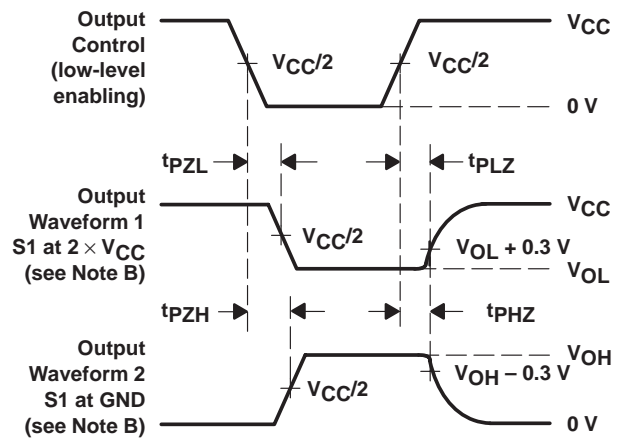 Output
Control
(low-level
enabling)
VCC
VCC/2
VCC/2
0 V
tPZL
tPLZ
Output
Waveform 1
S1 at 2 × VCC
(see Note B)
VCC
VCC/2
VOL + 0.3 V
VOL
tPZH
tPHZ
Output
Waveform 2
S1 at GND
(see Note B)
VOH
VCC/2
VOH − 0.3 V
0 V